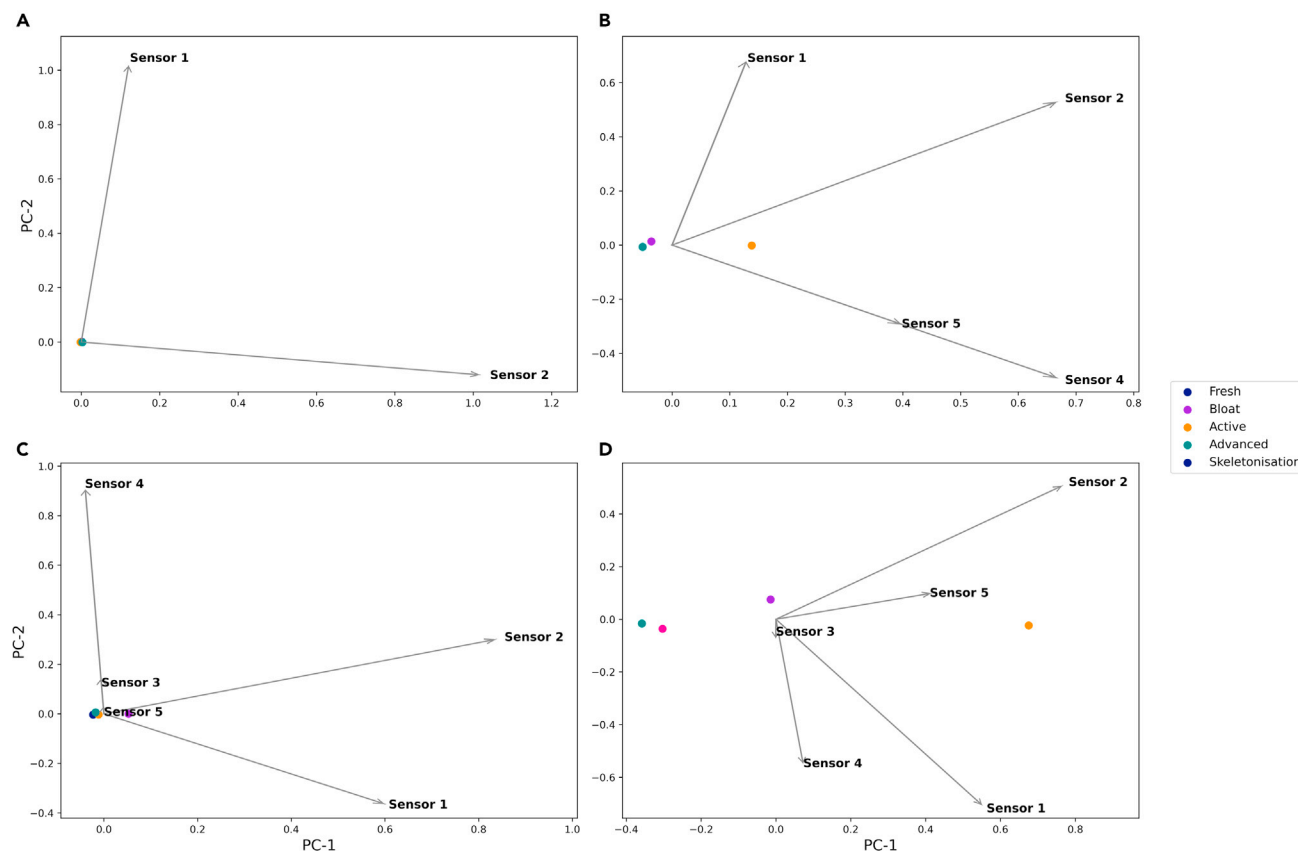 A
B
Sensor 1
Sensor 2
PC-2
1.0
0.8
0.6
0.4
0.2
0.0
0.0
0.2
0.4
0.6
0.8
1.0
1.2
Sensor 1
Sensor 2
Sensor 5
Sensor 4
0.6
0.4
0.2
0.0
−0.2
−0.4
0.0
0.1
0.2
0.3
0.4
0.5
0.6
0.7
0.8
Fresh
Bloat
Active
Advanced
Skeletonisation
C
D
Sensor 4
Sensor 2
Sensor 3
Sensor 5
Sensor 1
PC-2
1.0
0.8
0.6
0.4
0.2
0.0
−0.2
−0.4
0.0
0.2
0.4
0.6
0.8
1.0
PC-1
Sensor 2
Sensor 5
Sensor 3
Sensor 4
Sensor 1
0.4
0.2
0.0
−0.2
−0.4
−0.6
−0.4
−0.2
0.0
0.2
0.4
0.6
0.8
PC-1